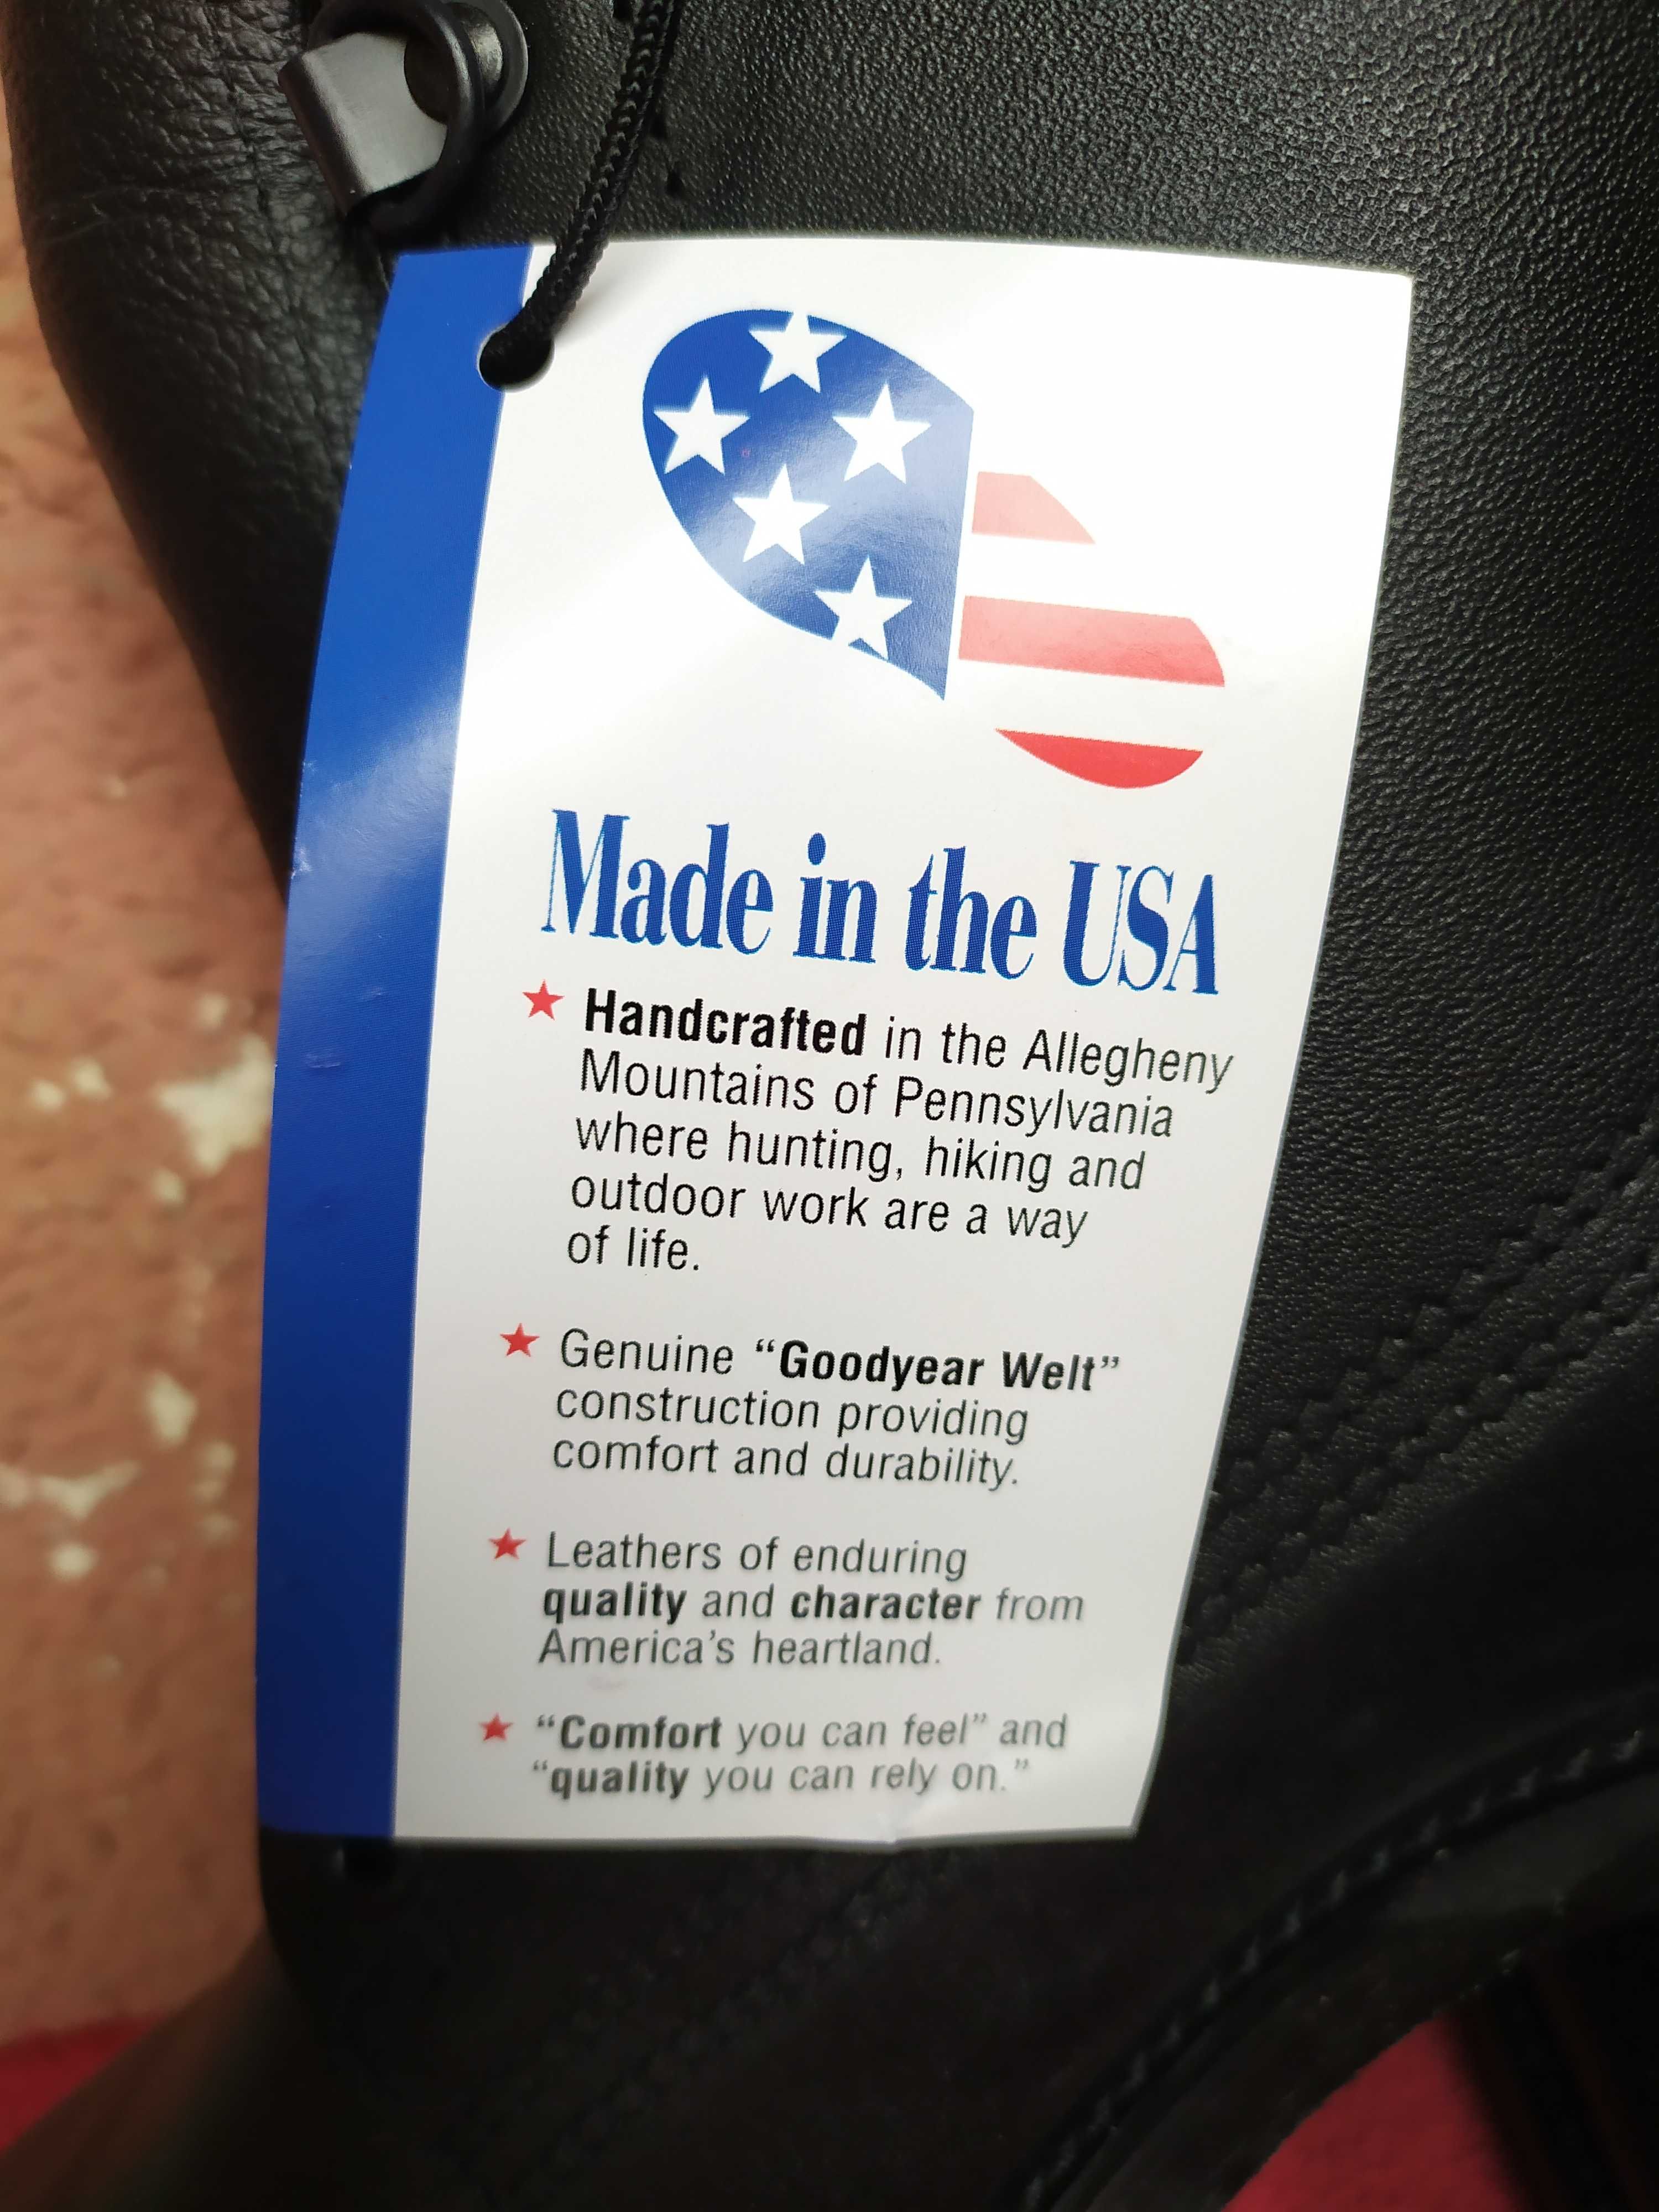 Made in the USA
Handcrafted in the Allegheny
Mountains of Pennsylvania
where hunting, hiking and
outdoor work are a way
of life.
Genuine “Goodyear Welt”
construction providing
comfort and durability.
Leathers of enduring
quality and character from
America’s heartland.
“Comfort you can feel” and
“quality you can rely on.”